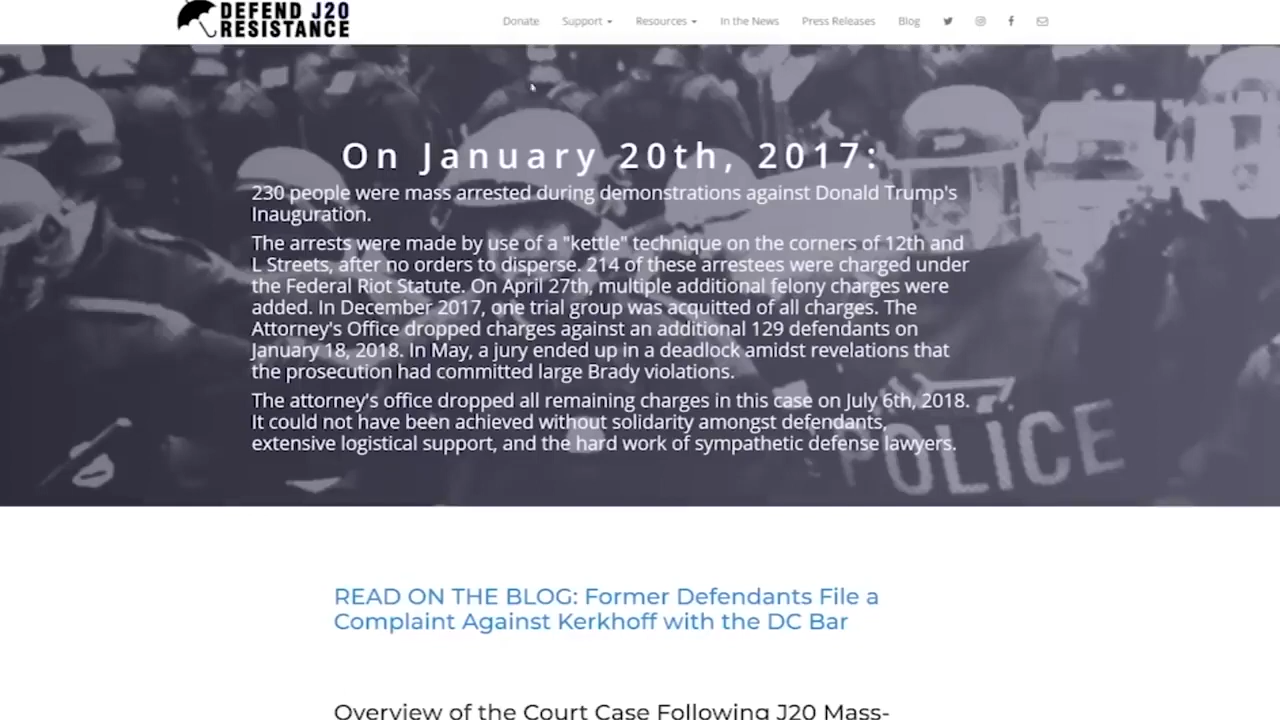 DEFEND J20
RESISTANCE
Donate Support Resources In the News Press Releases Blog
On January 20th, 2017:
230 people were mass arrested during demonstrations against Donald Trump's
Inauguration.
The arrests were made by use of a "kettle" technique on the corners of 12th and
L Streets, after no orders to disperse. 214 of these arrestees were charged under
the Federal Riot Statute. On April 27th, multiple additional felony charges were
added. In December 2017, one trial group was acquitted of all charges. The
Attorney's Office dropped charges against an additional 129 defendants on
January 18, 2018. In May, a jury ended up in a deadlock amidst revelations that
the prosecution had committed large Brady violations.
The attorney's office dropped all remaining charges in this case on July 6th, 2018.
It could not have been achieved without solidarity amongst defendants,
extensive logistical support, and the hard work of sympathetic defense lawyers.
POLICE
READ ON THE BLOG: Former Defendants File a
Complaint Against Kerkhoff with the DC Bar
Overview of the Court Case Following J20 Mass-